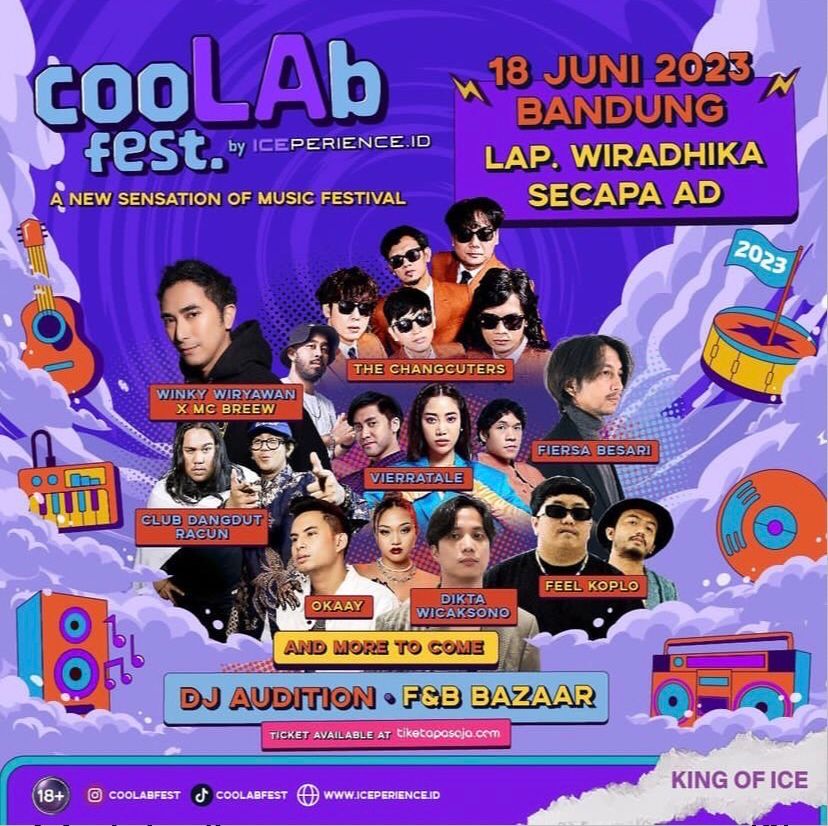 cooLAb
fest. by ICEPERIENCE.ID
A NEW SENSATION OF MUSIC FESTIVAL
18 JUNI 2023
BANDUNG
LAP. WIRADHIKA
SECAPA AD
2023
THE CHANGCUTERS
WINKY WIRYAWAN
X MC BREEW
FIERSA BESARI
VIERRATALE
CLUB DANGDUT
RACUN
FEEL KOPLO
OKAAY
DIKTA
WICAKSONO
AND MORE TO COME
DJ AUDITION • F&B BAZAAR
TICKET AVAILABLE AT tiketapasaja.com
18+ COOLABFEST COOLABFEST WWW.ICEPERIENCE.ID
KING OF ICE